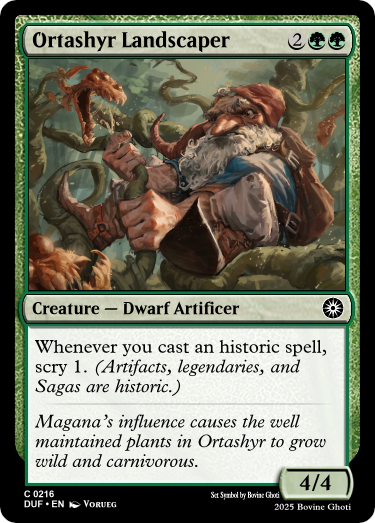 Ortashyr Landscaper 2
Creature — Dwarf Artificer
Whenever you cast an historic spell,
scry 1. (Artifacts, legendaries, and
Sagas are historic.)
Magana's influence causes the well
maintained plants in Ortashyr to grow
wild and carnivorous.
4/4
C 0216
DUF • EN Vorueg
Set Symbol by Bovine Ghoti
2025 Bovine Ghoti